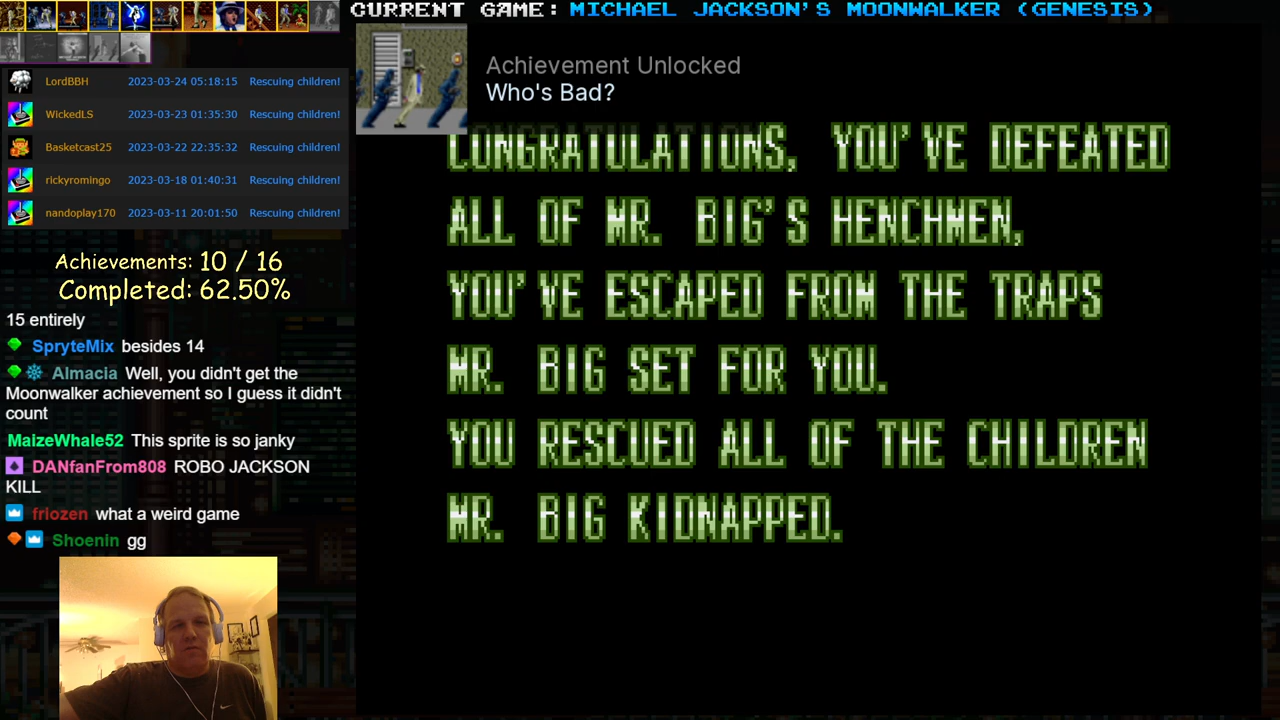 CURRENT GAME: MICHAEL JACKSON'S MOONWALKER (GENESIS)
LordBBH 2023-03-24 05:18:15 Rescuing children!
WickedLS 2023-03-23 01:35:30 Rescuing children!
Basketcast25 2023-03-22 22:35:32 Rescuing children!
rickyromingo 2023-03-18 01:40:31 Rescuing children!
nandoplay170 2023-03-11 20:01:50 Rescuing children!
Achievements: 10 / 16
Completed: 62.50%
15 entirely
SpryteMix besides 14
Almacia Well, you didn't get the
Moonwalker achievement so I guess it didn't
count
MaizeWhale52 This sprite is so janky
DANfanFrom808 ROBO JACKSON
KILL
friozen what a weird game
Shoenin gg
Achievement Unlocked
Who's Bad?
CONGRATULATIONS, YOU'VE DEFEATED
ALL OF MR. BIG'S HENCHMEN,
YOU'VE ESCAPED FROM THE TRAPS
MR. BIG SET FOR YOU.
YOU RESCUED ALL OF THE CHILDREN
MR. BIG KIDNAPPED.